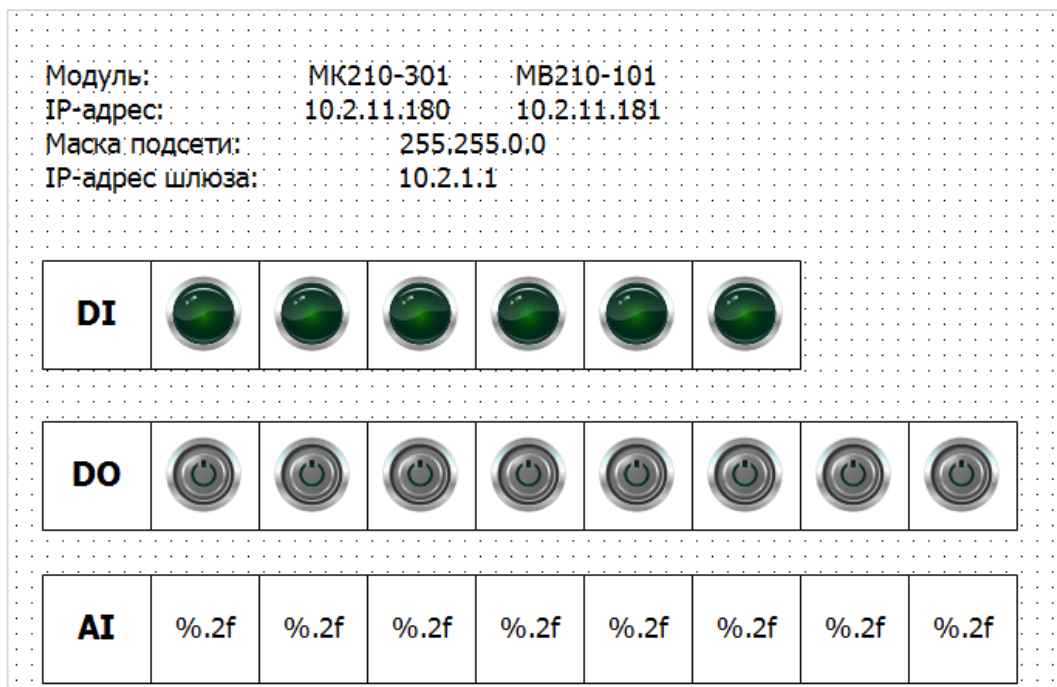 Модуль: МК210-301 МВ210-101
IP-адрес: 10.2.11.180 10.2.11.181
Маска подсети: 255.255.0.0
IP-адрес шлюза: 10.2.1.1
DI
DO
AI %.2f %.2f %.2f %.2f %.2f %.2f %.2f %.2f